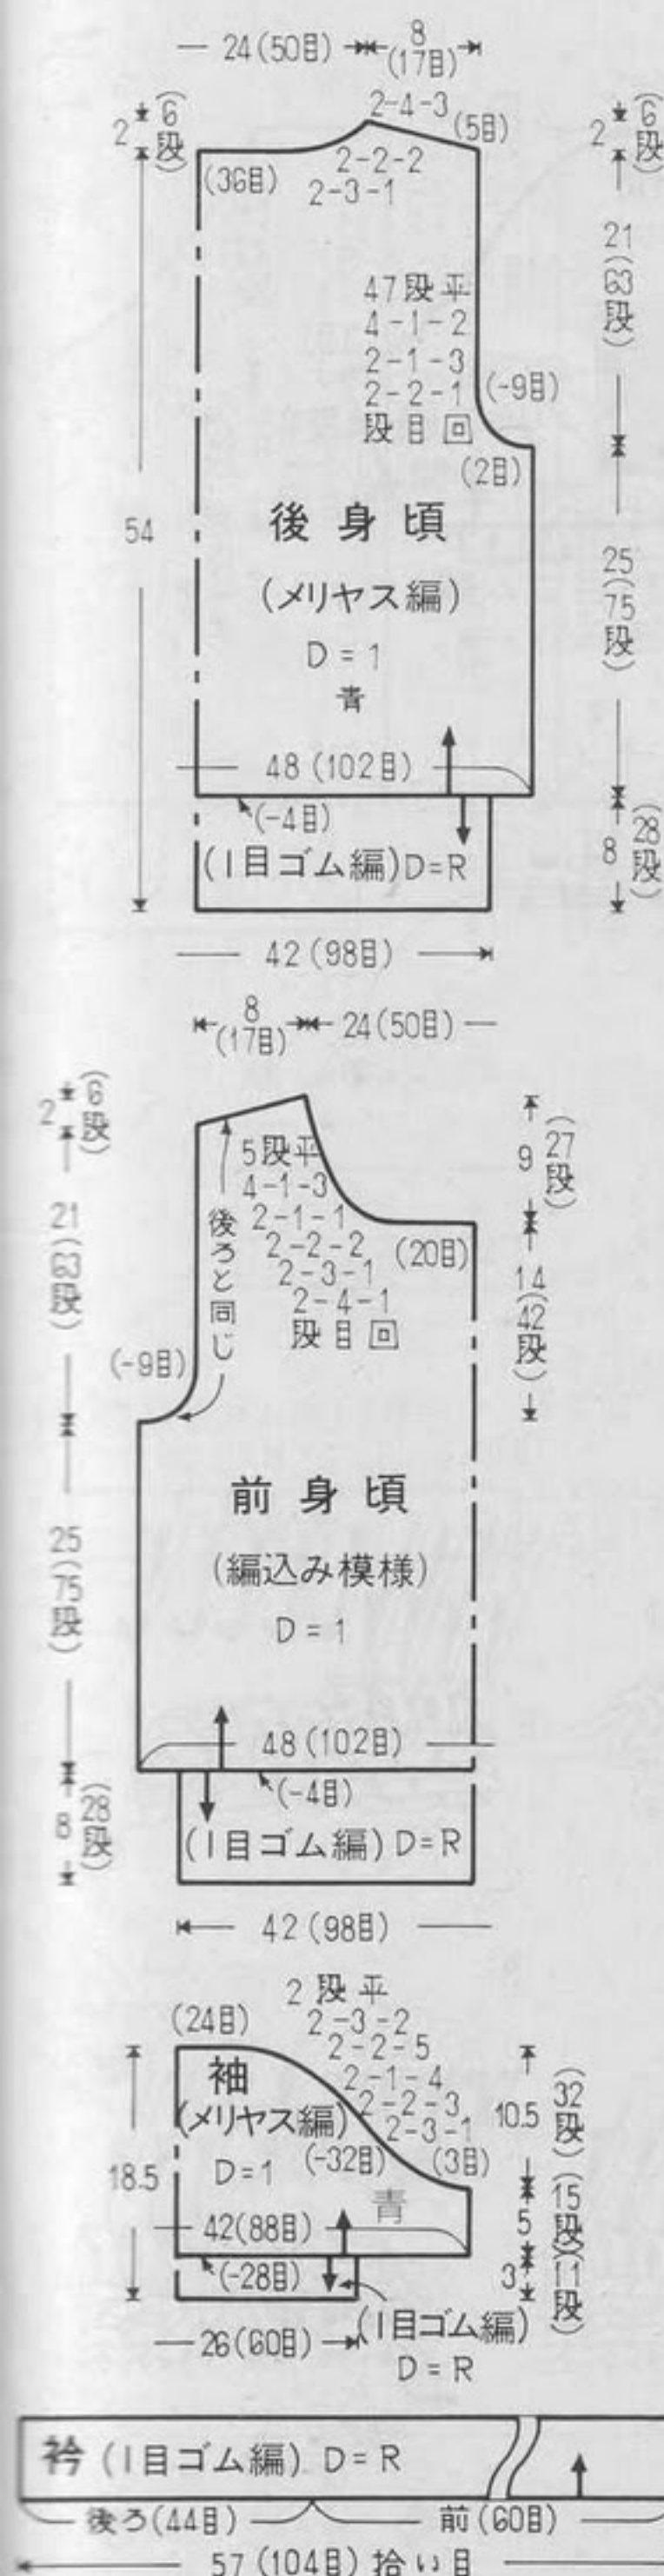 24(50目)
8
(17目)
2-4-3
(5目)
2
(6段)
(36目)
2-2-2
2-3-1
2
(6段)
21
(63段)
47段平
4-1-2
2-1-3
2-2-1
段目回
(-9目)
(2目)
54
後身頃
(メリヤス編)
D=1
青
25
(75段)
48(102目)
(-4目)
(1目ゴム編)D=R
8
(28段)
42(98目)
8
(17目)
24(50目)
2
(6段)
5段平
4-1-3
2-1-1
2-2-2
2-3-1
2-4-1
段目回
後ろと同じ
(20目)
9
(27段)
21
(63段)
14
(42段)
(-9目)
前身頃
(編込み模様)
D=1
25
(75段)
48(102目)
(-4目)
(1目ゴム編)D=R
8
(28段)
42(98目)
2段平
2-3-2
2-2-5
2-1-4
2-2-3
2-3-1
(24目)
袖
(メリヤス編)
D=1
(-32目)
(3目)
青
10.5
(32段)
18.5
5
(15段)
42(88目)
(-28目)
3
(11段)
26(60目)
(1目ゴム編)
D=R
衿(1目ゴム編)D=R
後ろ(44目)
前(60目)
57(104目)拾い目